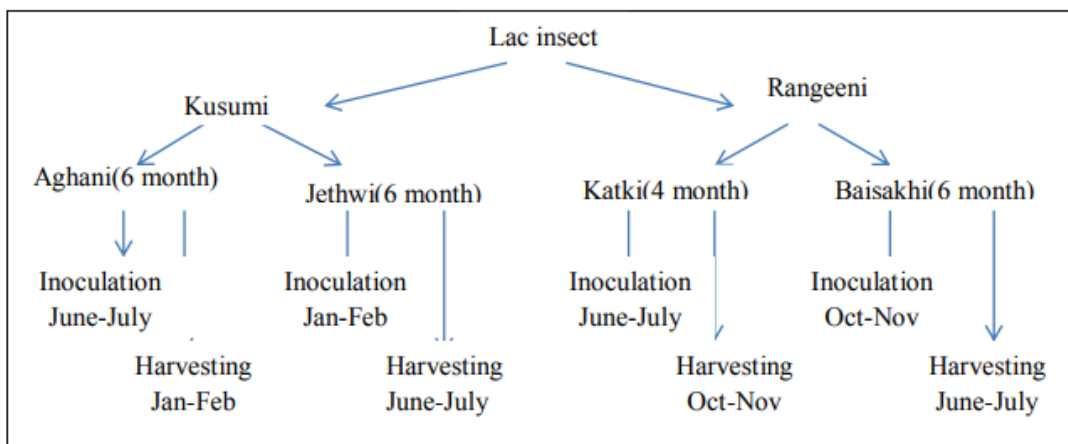 Lac insect
Kusumi
Rangeeni
Aghani(6 month)
Jethwi(6 month)
Katki(4 month)
Baisakhi(6 month)
Inoculation
June-July
Inoculation
Jan-Feb
Inoculation
June-July
Inoculation
Oct-Nov
Harvesting
Jan-Feb
Harvesting
June-July
Harvesting
Oct-Nov
Harvesting
June-July